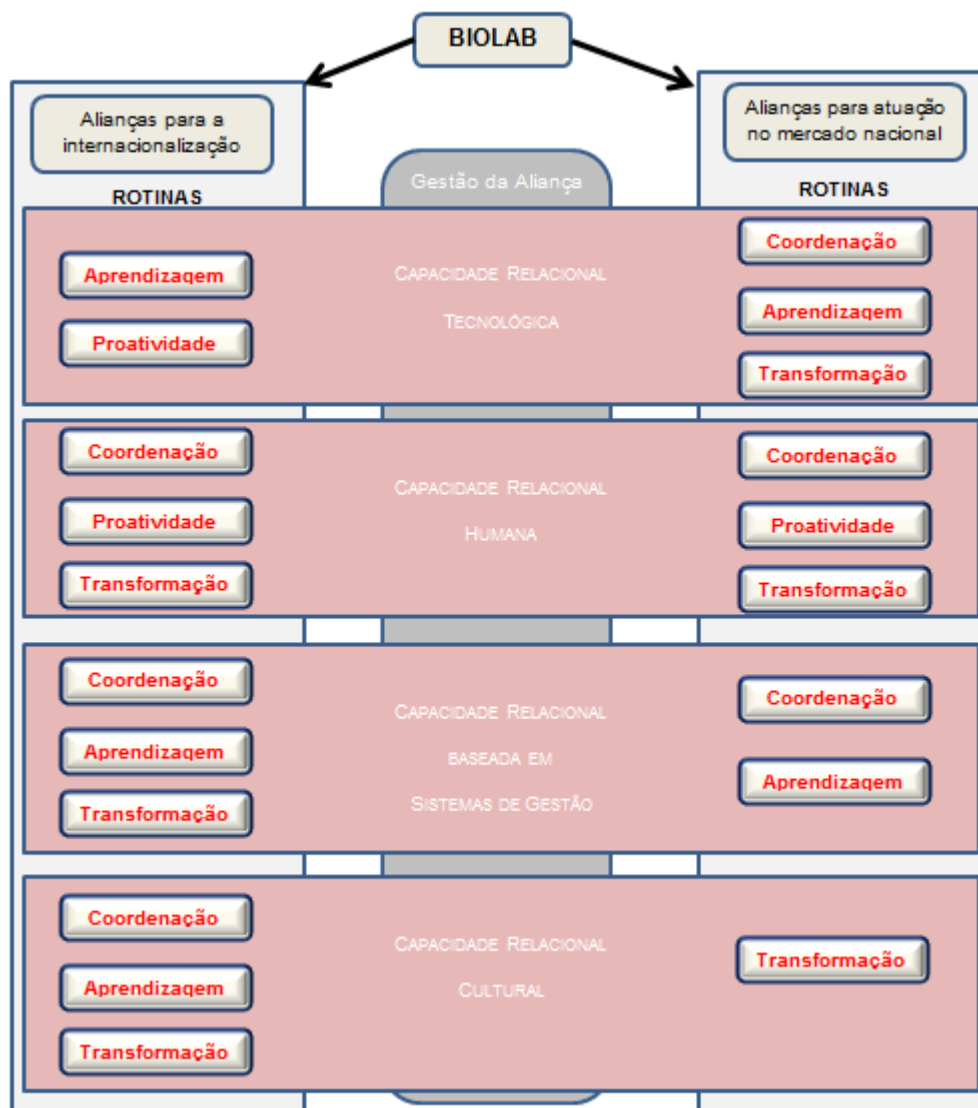 BIOLAB
Alianças para a
internacionalização
ROTINAS
Gestão da Aliança
Alianças para atuação
no mercado nacional
ROTINAS
Aprendizagem
Proatividade
CAPACIDADE RELACIONAL
TECNOLÓGICA
Coordenação
Aprendizagem
Transformação
Coordenação
Proatividade
Transformação
CAPACIDADE RELACIONAL
HUMANA
Coordenação
Proatividade
Transformação
Coordenação
Aprendizagem
Transformação
CAPACIDADE RELACIONAL
BASEADA EM
SISTEMAS DE GESTÃO
Coordenação
Aprendizagem
Coordenação
Aprendizagem
Transformação
CAPACIDADE RELACIONAL
CULTURAL
Transformação